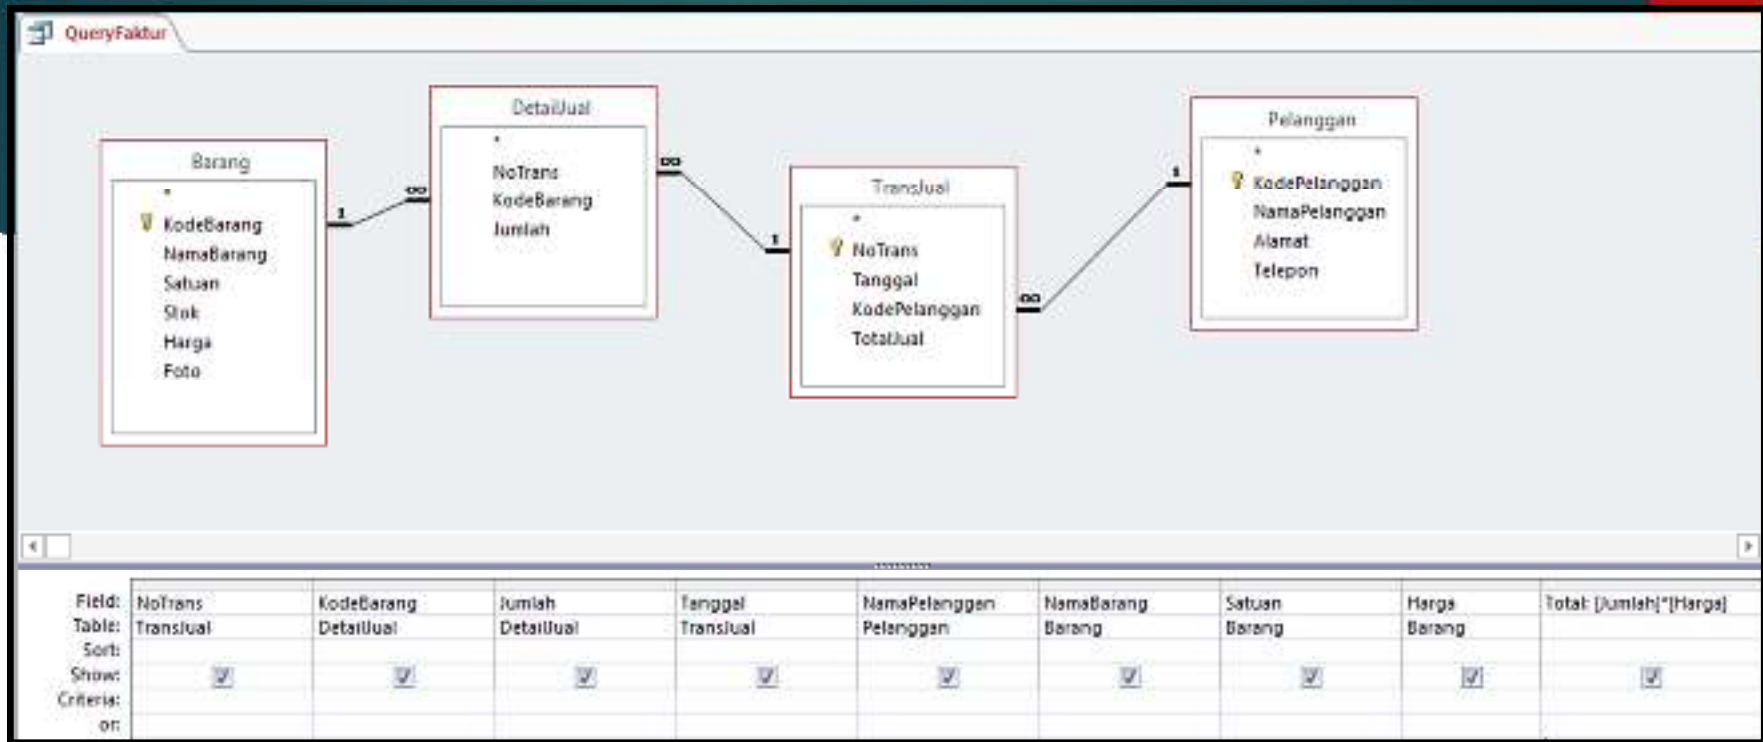 QueryFaktur
Barang
*
KodeBarang
NamaBarang
Satuan
Stok
Harga
Foto
1
∞
DetailJual
*
NoTrans
KodeBarang
Jumlah
∞
1
TransJual
*
NoTrans
Tanggal
KodePelanggan
TotalJual
∞
1
Pelanggan
*
KodePelanggan
NamaPelanggan
Alamat
Telepon
Field: NoTrans KodeBarang Jumlah Tanggal NamaPelanggan NamaBarang Satuan Harga Total: [Jumlah]*[Harga]
Table: TransJual DetailJual DetailJual TransJual Pelanggan Barang Barang Barang
Sort:
Show:
Criteria:
or: